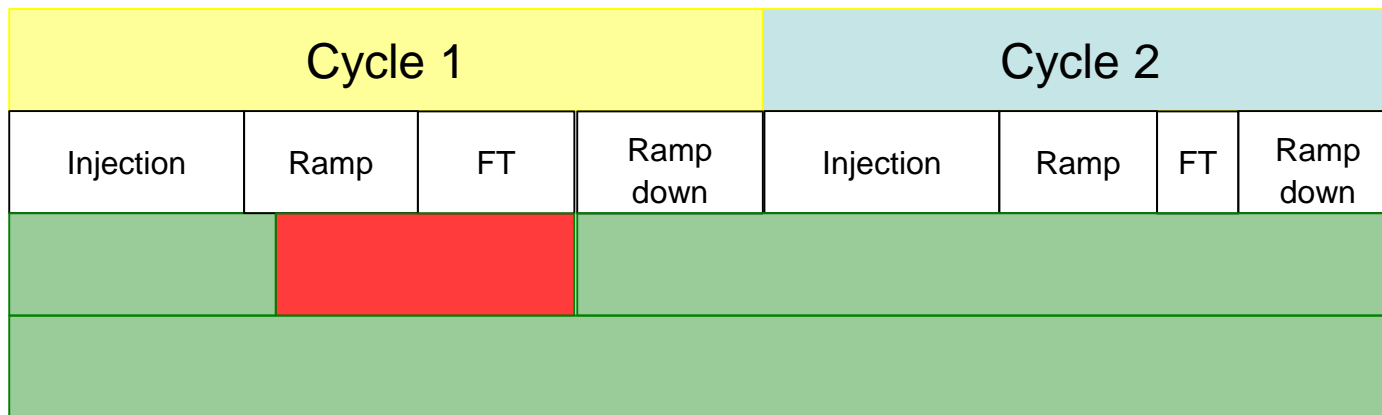 Cycle 1
Cycle 2
Injection
Ramp
FT
Ramp
down
Injection
Ramp
FT
Ramp
down